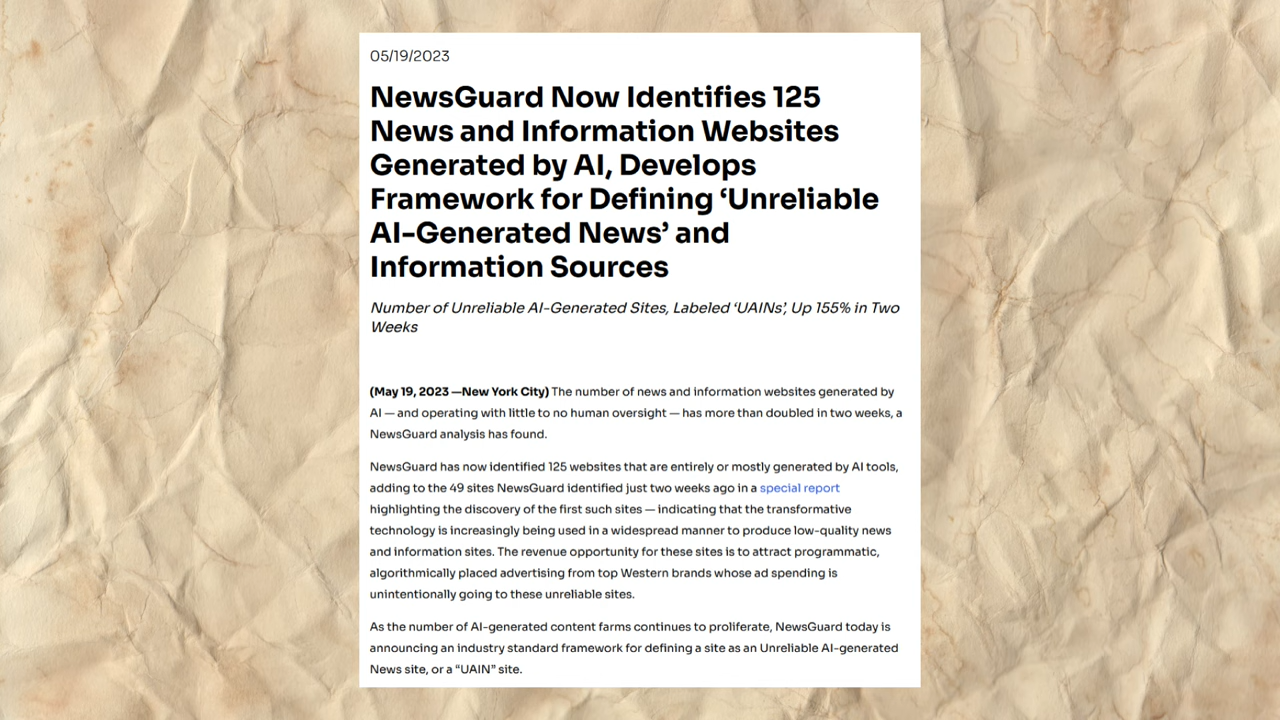 05/19/2023
NewsGuard Now Identifies 125
News and Information Websites
Generated by AI, Develops
Framework for Defining ‘Unreliable
AI-Generated News’ and
Information Sources
Number of Unreliable AI-Generated Sites, Labeled ‘UAINs’, Up 155% in Two
Weeks
(May 19, 2023 —New York City) The number of news and information websites generated by
AI — and operating with little to no human oversight — has more than doubled in two weeks, a
NewsGuard analysis has found.
NewsGuard has now identified 125 websites that are entirely or mostly generated by AI tools,
adding to the 49 sites NewsGuard identified just two weeks ago in a special report
highlighting the discovery of the first such sites — indicating that the transformative
technology is increasingly being used in a widespread manner to produce low-quality news
and information sites. The revenue opportunity for these sites is to attract programmatic,
algorithmically placed advertising from top Western brands whose ad spending is
unintentionally going to these unreliable sites.
As the number of AI-generated content farms continues to proliferate, NewsGuard today is
announcing an industry standard framework for defining a site as an Unreliable AI-generated
News site, or a “UAIN” site.